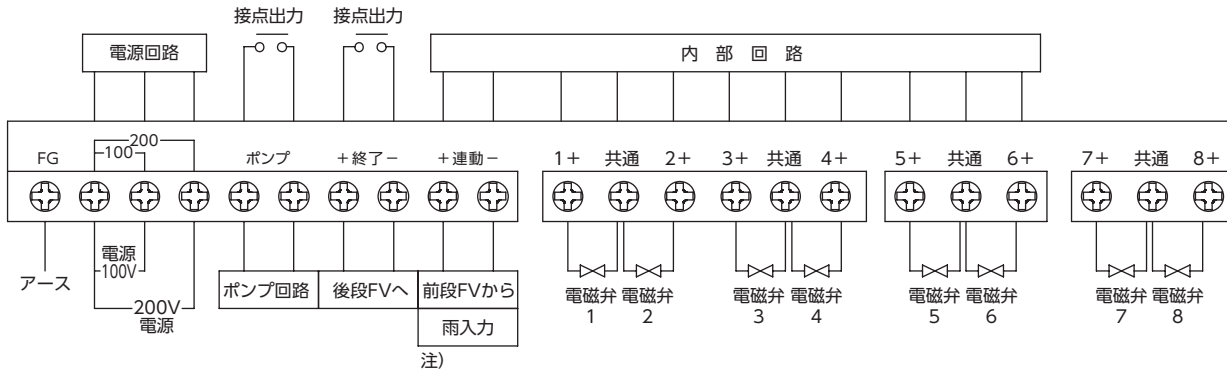 接点出力 接点出力
電源回路 内部回路
200
100
FG ポンプ +終了− +連動− 1+ 共通 2+ 3+ 共通 4+ 5+ 共通 6+ 7+ 共通 8+
アース
電源
100V
200V
電源
ポンプ回路 後段FVへ 前段FVから
雨入力
注)
電磁弁 電磁弁 電磁弁 電磁弁 電磁弁 電磁弁 電磁弁 電磁弁
1 2 3 4 5 6 7 8